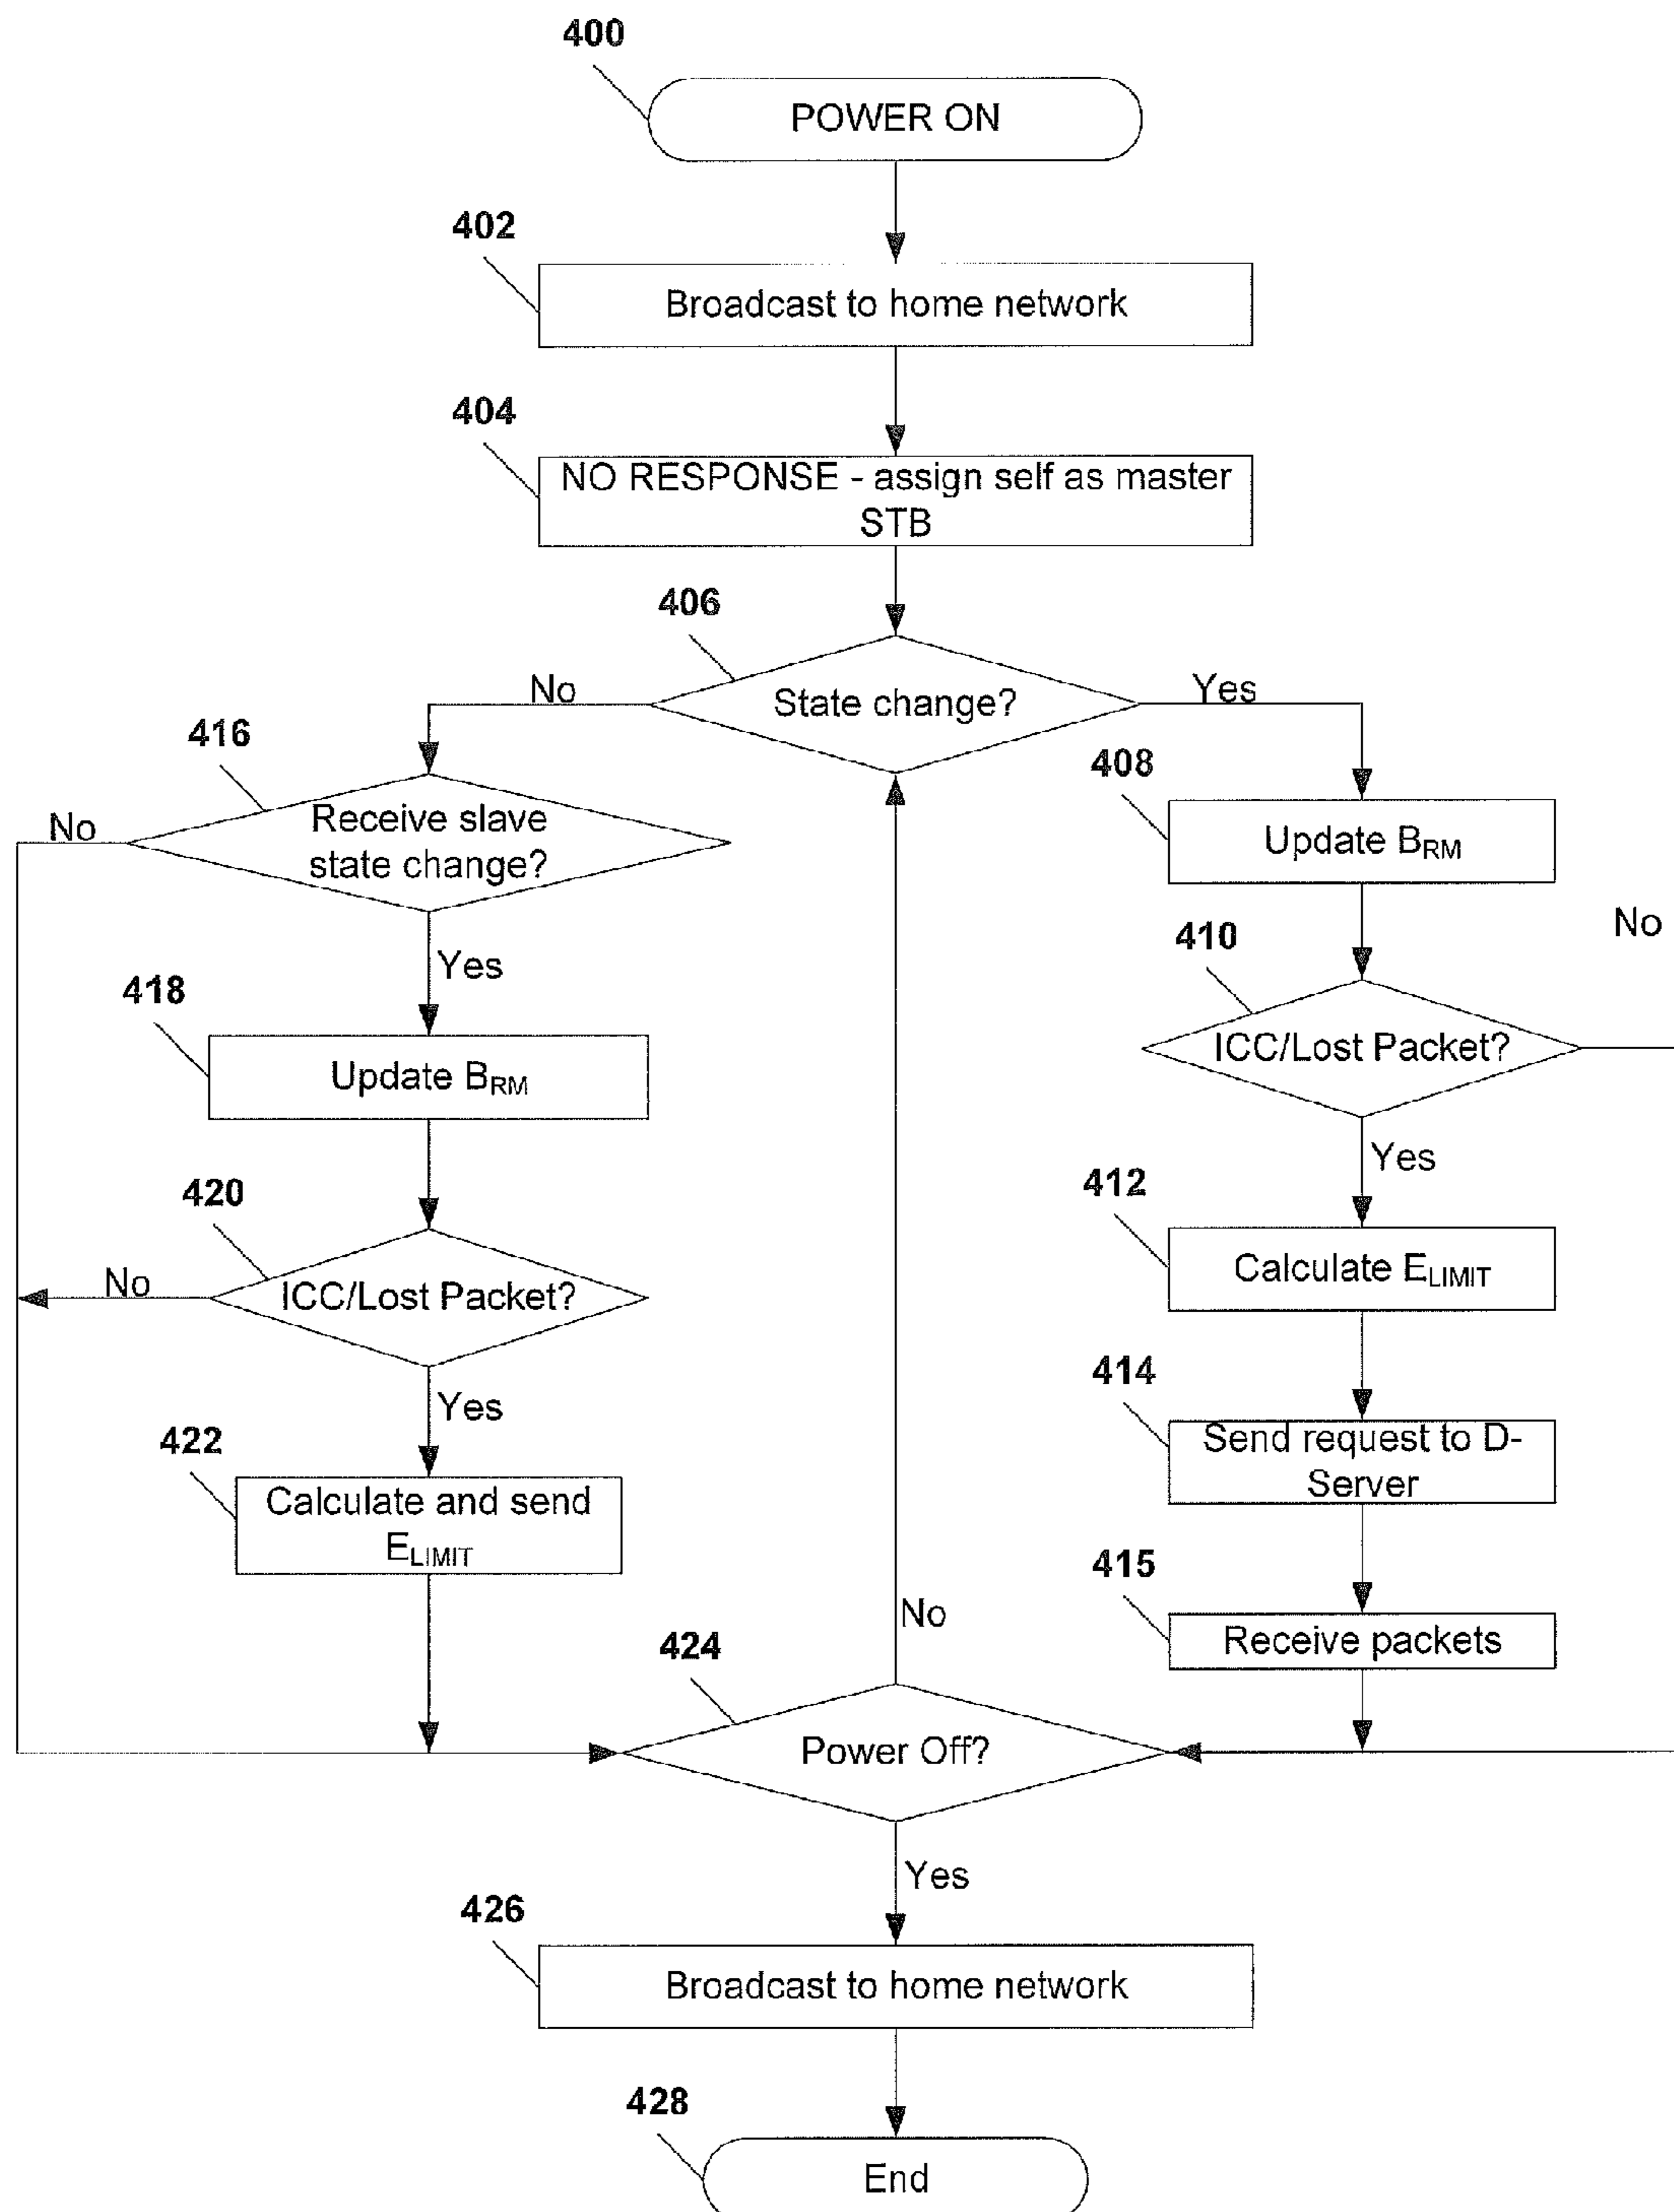 400
POWER ON
402
Broadcast to home network
404
NO RESPONSE - assign self as master
STB
406
State change?
No
Yes
416
Receive slave
state change?
No
Yes
408
Update BRM
No
410
ICC/Lost Packet?
Yes
418
Update BRM
420
ICC/Lost Packet?
No
Yes
412
Calculate ELIMIT
414
Send request to D-
Server
422
Calculate and send
ELIMIT
415
Receive packets
No
424
Power Off?
Yes
426
Broadcast to home network
428
End